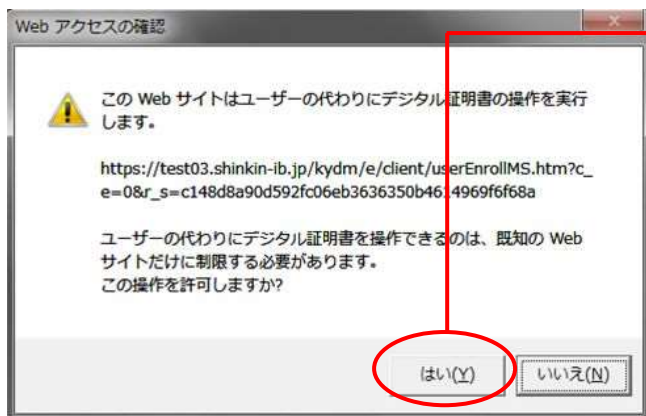 Web アクセスの確認
この Web サイトはユーザーの代わりにデジタル証明書の操作を実行
します。
https://test03.shinkin-ib.jp/kydm/e/client/userEnrollMS.htm?c_
e=0&r_s=c148d8a90d592fc06eb3636350b4614969f6f68a
ユーザーの代わりにデジタル証明書を操作できるのは、既知の Web
サイトだけに制限する必要があります。
この操作を許可しますか?
はい(Y)
いいえ(N)